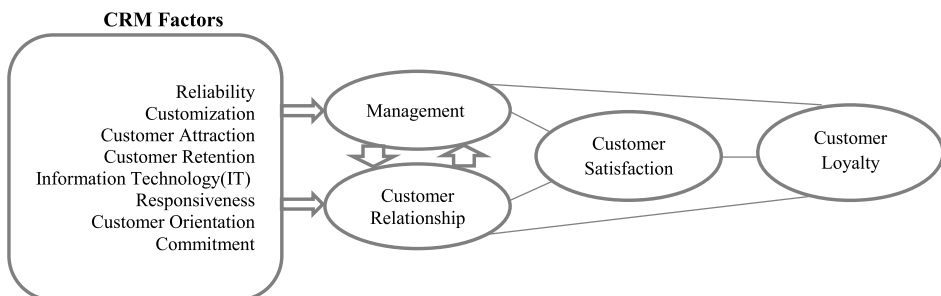 CRM Factors
Reliability
Customization
Customer Attraction
Customer Retention
Information Technology(IT)
Responsiveness
Customer Orientation
Commitment
Management
Customer
Relationship
Customer
Satisfaction
Customer
Loyalty